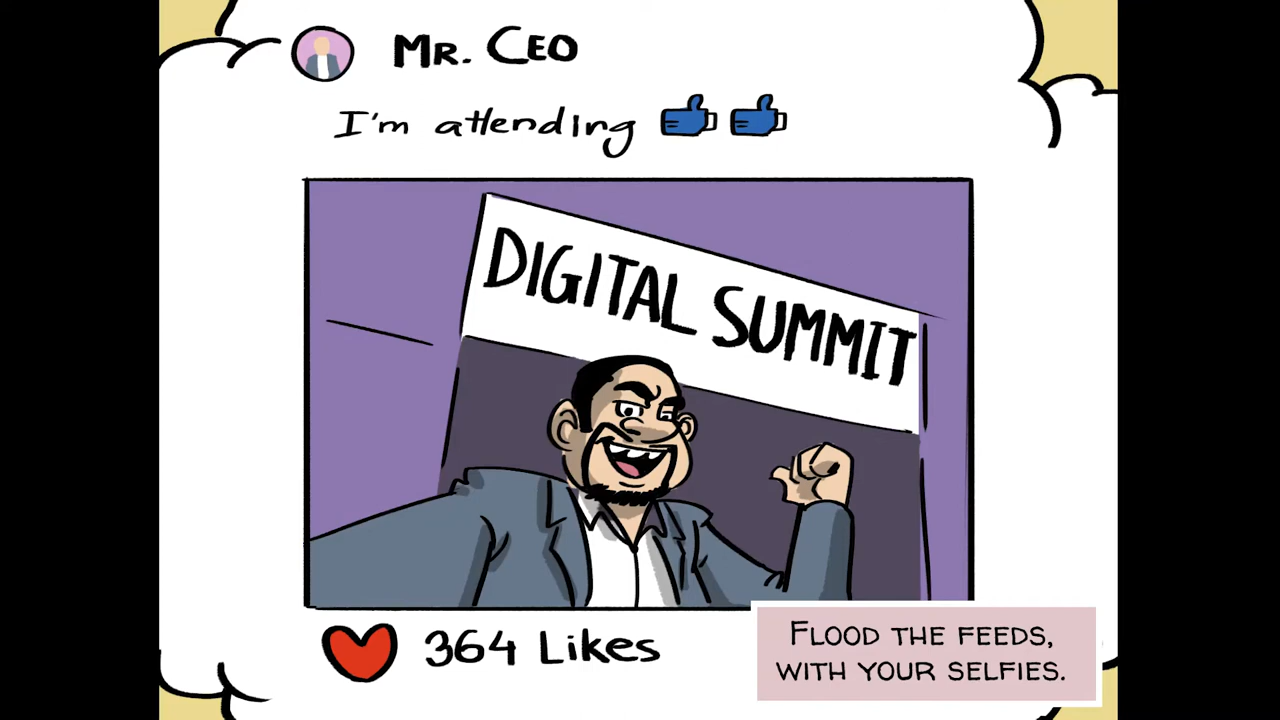 MR. CEO
I'm attending
DIGITAL SUMMIT
364 Likes
FLOOD THE FEEDS,
WITH YOUR SELFIES.